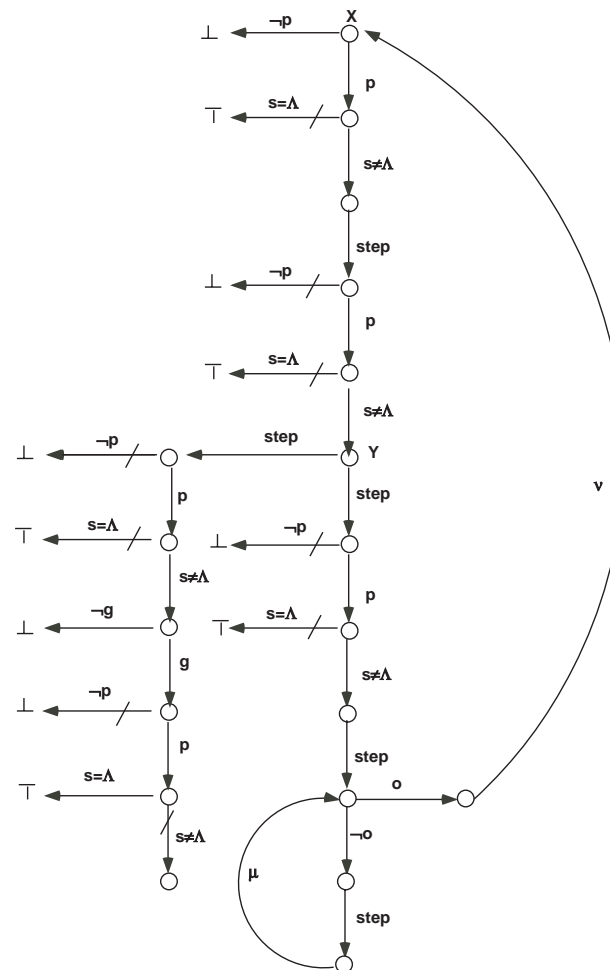 X
⊥ ¬p
p
⊤ s=Λ
s≠Λ
step
⊥ ¬p
p
⊤ s=Λ
s≠Λ
step Y
⊥ ¬p
step
ν
p
⊤ s=Λ
⊥ ¬p
p
s≠Λ
⊥ ¬g
⊤ s=Λ
g
s≠Λ
⊥ ¬p
p
step
⊤ s=Λ
o
s≠Λ
¬o
μ
step